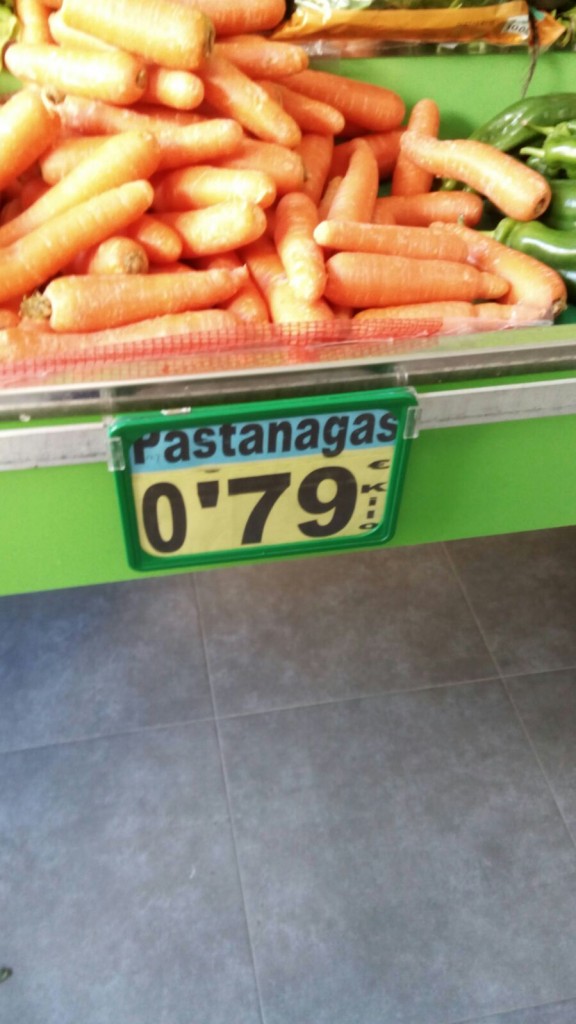 Pastanagas
0'79 € Kilo